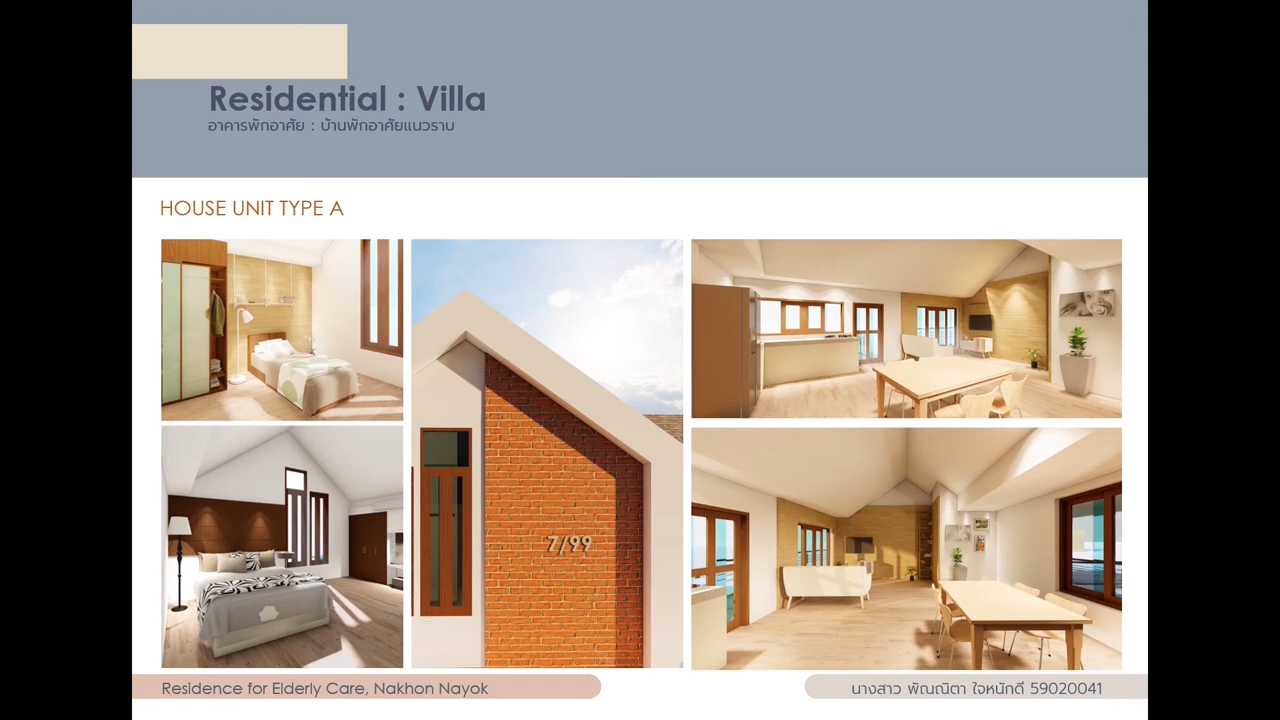 Residential : Villa
อาคารพักอาศัย : บ้านพักอาศัยแนวราบ
HOUSE UNIT TYPE A
7/99
Residence for Elderly Care, Nakhon Nayok
นางสาว พัณณิตา ใจหนักดี 59020041